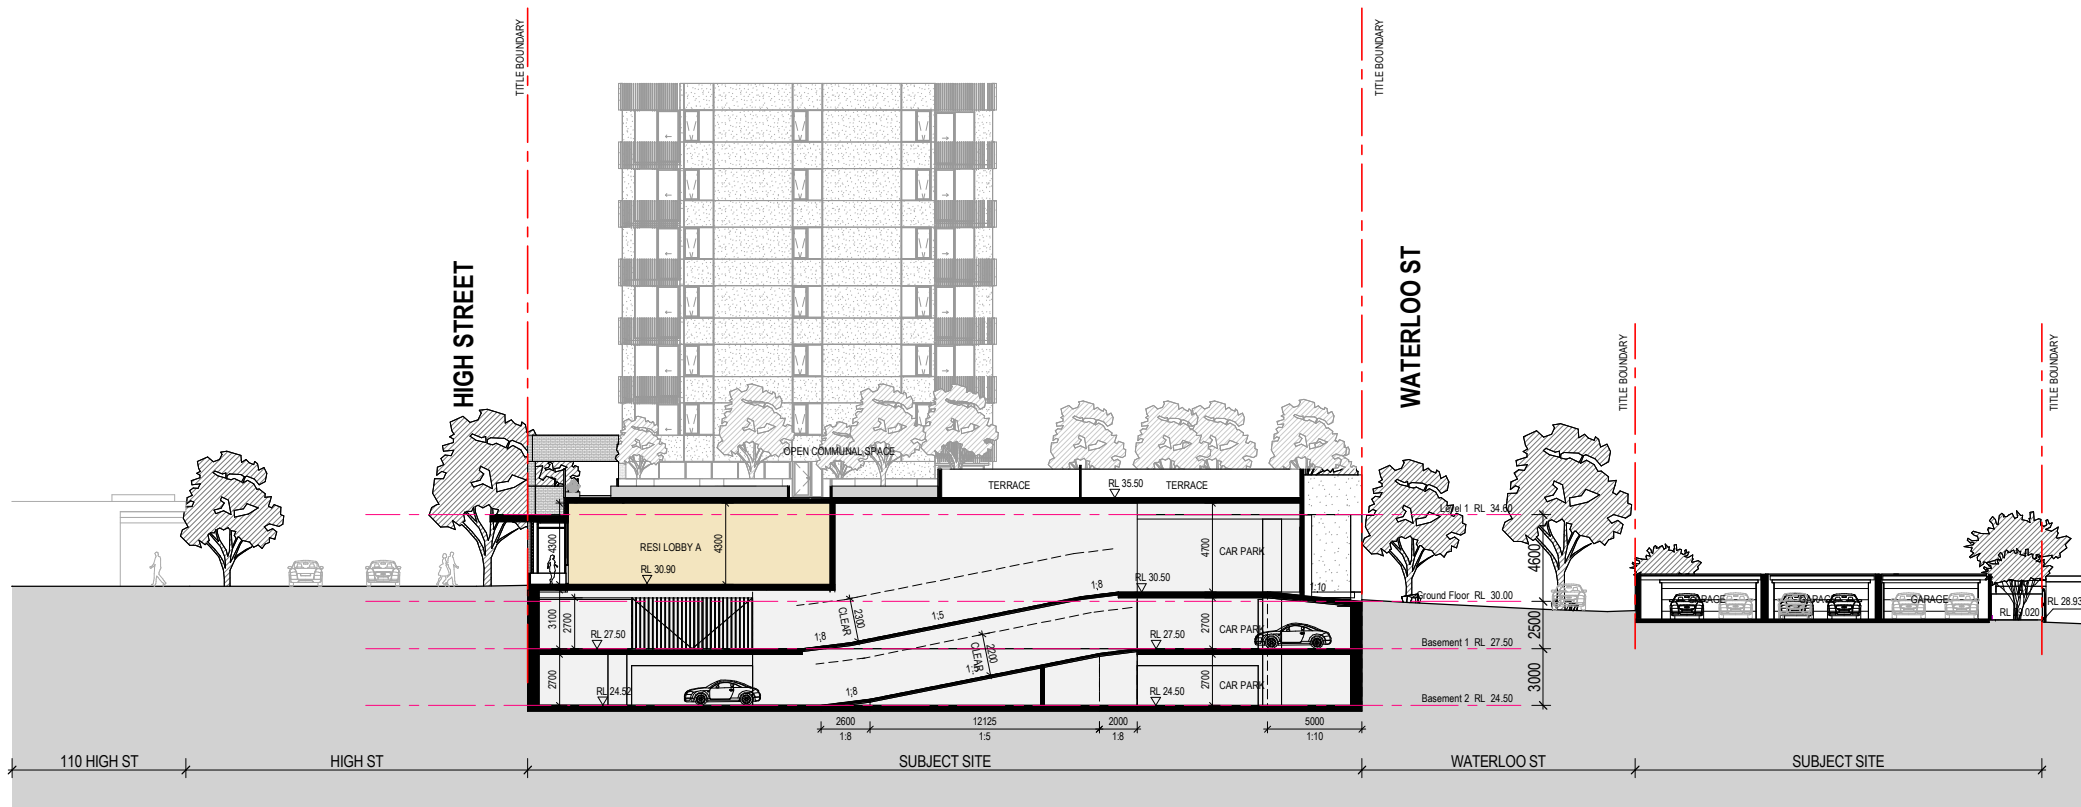 TITLE BOUNDARY
TITLE BOUNDARY
HIGH STREET
WATERLOO ST
TITLE BOUNDARY
TITLE BOUNDARY
OPEN COMMUNAL SPACE
TERRACE
RL 35.50
TERRACE
Level 1 RL 34.60
4300
RESI LOBBY A
4300
4700
CAR PARK
4600
RL 30.90
1:8
RL 30.50
1:10
Ground Floor RL 30.00
GARAGE
GARAGE
GARAGE
RL 28.93
3100
2700
2300
CLEAR
1:5
2700
CAR PARK
2500
RL 27.50
1:8
RL 27.50
Basement 1 RL 27.50
2200
CLEAR
2700
RL 24.52
1:8
RL 24.50
2700
CAR PARK
3000
Basement 2 RL 24.50
2600
12125
2000
5000
1:8
1:5
1:8
1:10
110 HIGH ST
HIGH ST
SUBJECT SITE
WATERLOO ST
SUBJECT SITE